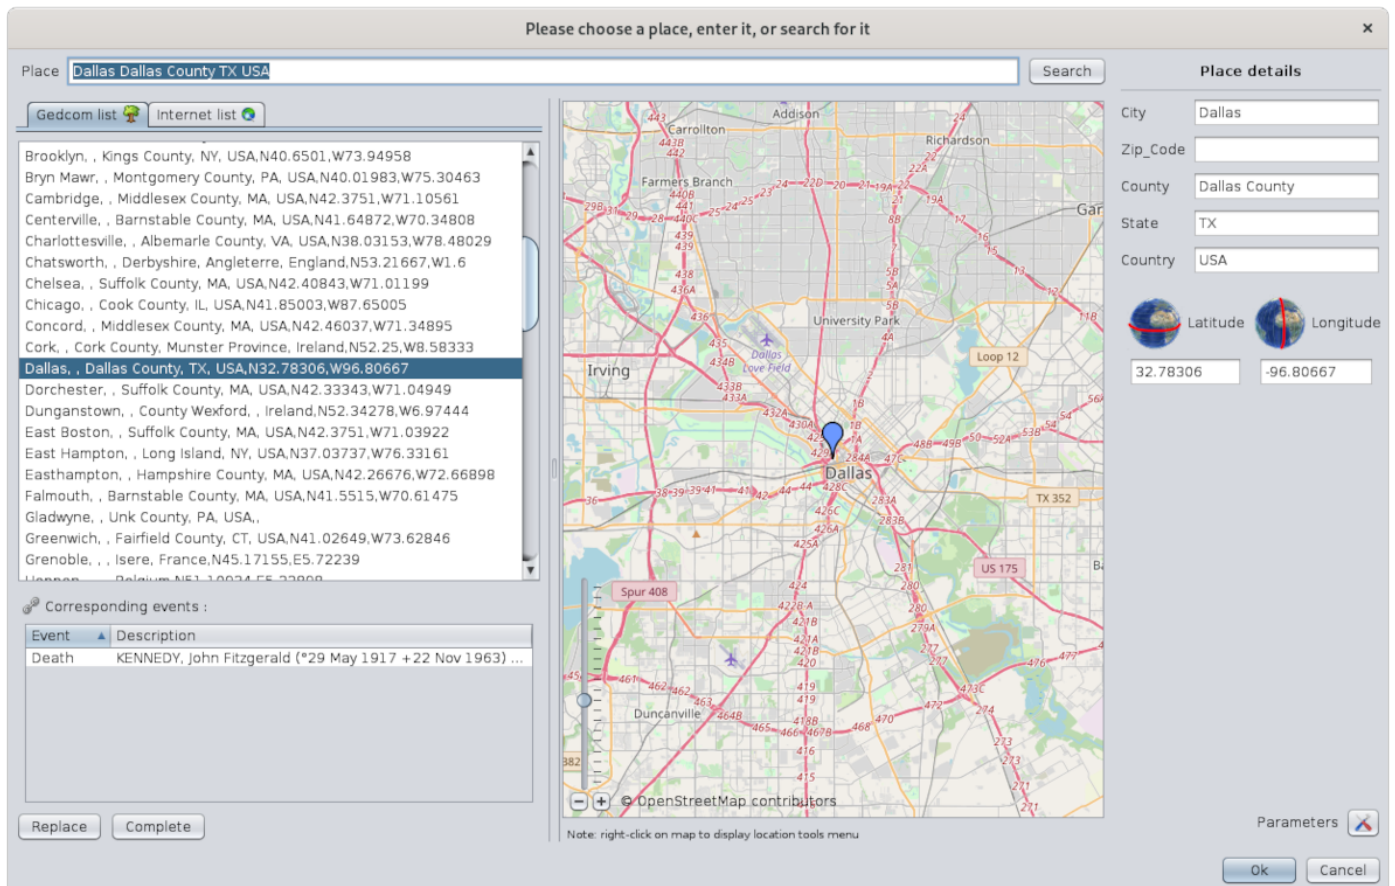 Please choose a place, enter it, or search for it
Place Dallas Dallas County TX USA Search
Gedcom list Internet list
Brooklyn, , Kings County, NY, USA,N40.6501,W73.94958
Bryn Mawr, , Montgomery County, PA, USA,N40.01983,W75.30463
Cambridge, , Middlesex County, MA, USA,N42.3751,W71.10561
Centerville, , Barnstable County, MA, USA,N41.64872,W70.34808
Charlottesville, , Albemarle County, VA, USA,N38.03153,W78.48029
Chatsworth, , Derbyshire, Angleterre, England,N53.21667,W1.6
Chelsea, , Suffolk County, MA, USA,N42.40843,W71.01199
Chicago, , Cook County, IL, USA,N41.85003,W87.65005
Concord, , Middlesex County, MA, USA,N42.46037,W71.34895
Cork, , Cork County, Munster Province, Ireland,N52.25,W8.58333
Dallas, , Dallas County, TX, USA,N32.78306,W96.80667
Dorchester, , Suffolk County, MA, USA,N42.33343,W71.04949
Dunganstown, , County Wexford, , Ireland,N52.34278,W6.97444
East Boston, , Suffolk County, MA, USA,N42.3751,W71.03922
East Hampton, , Long Island, NY, USA,N37.03737,W76.33161
Easthampton, , Hampshire County, MA, USA,N42.26676,W72.66898
Falmouth, , Barnstable County, MA, USA,N41.5515,W70.61475
Gladwyne, , Unk County, PA, USA,,
Greenwich, , Fairfield County, CT, USA,N41.02649,W73.62846
Grenoble, , , Isere, France,N45.17155,E5.72239
Corresponding events :
Event Description
Death KENNEDY, John Fitzgerald (*29 May 1917 +22 Nov 1963) ...
Replace Complete
Addison
Carrollton
Richardson
Farmers Branch
Gar
University Park
Dallas
Love Field
Loop 12
Irving
Dallas
TX 352
US 175
Spur 408
Duncanville
382
© OpenStreetMap contributors
Note: right-click on map to display location tools menu
Place details
City Dallas
Zip_Code
County Dallas County
State TX
Country USA
Latitude Longitude
32.78306 -96.80667
Parameters
Ok Cancel